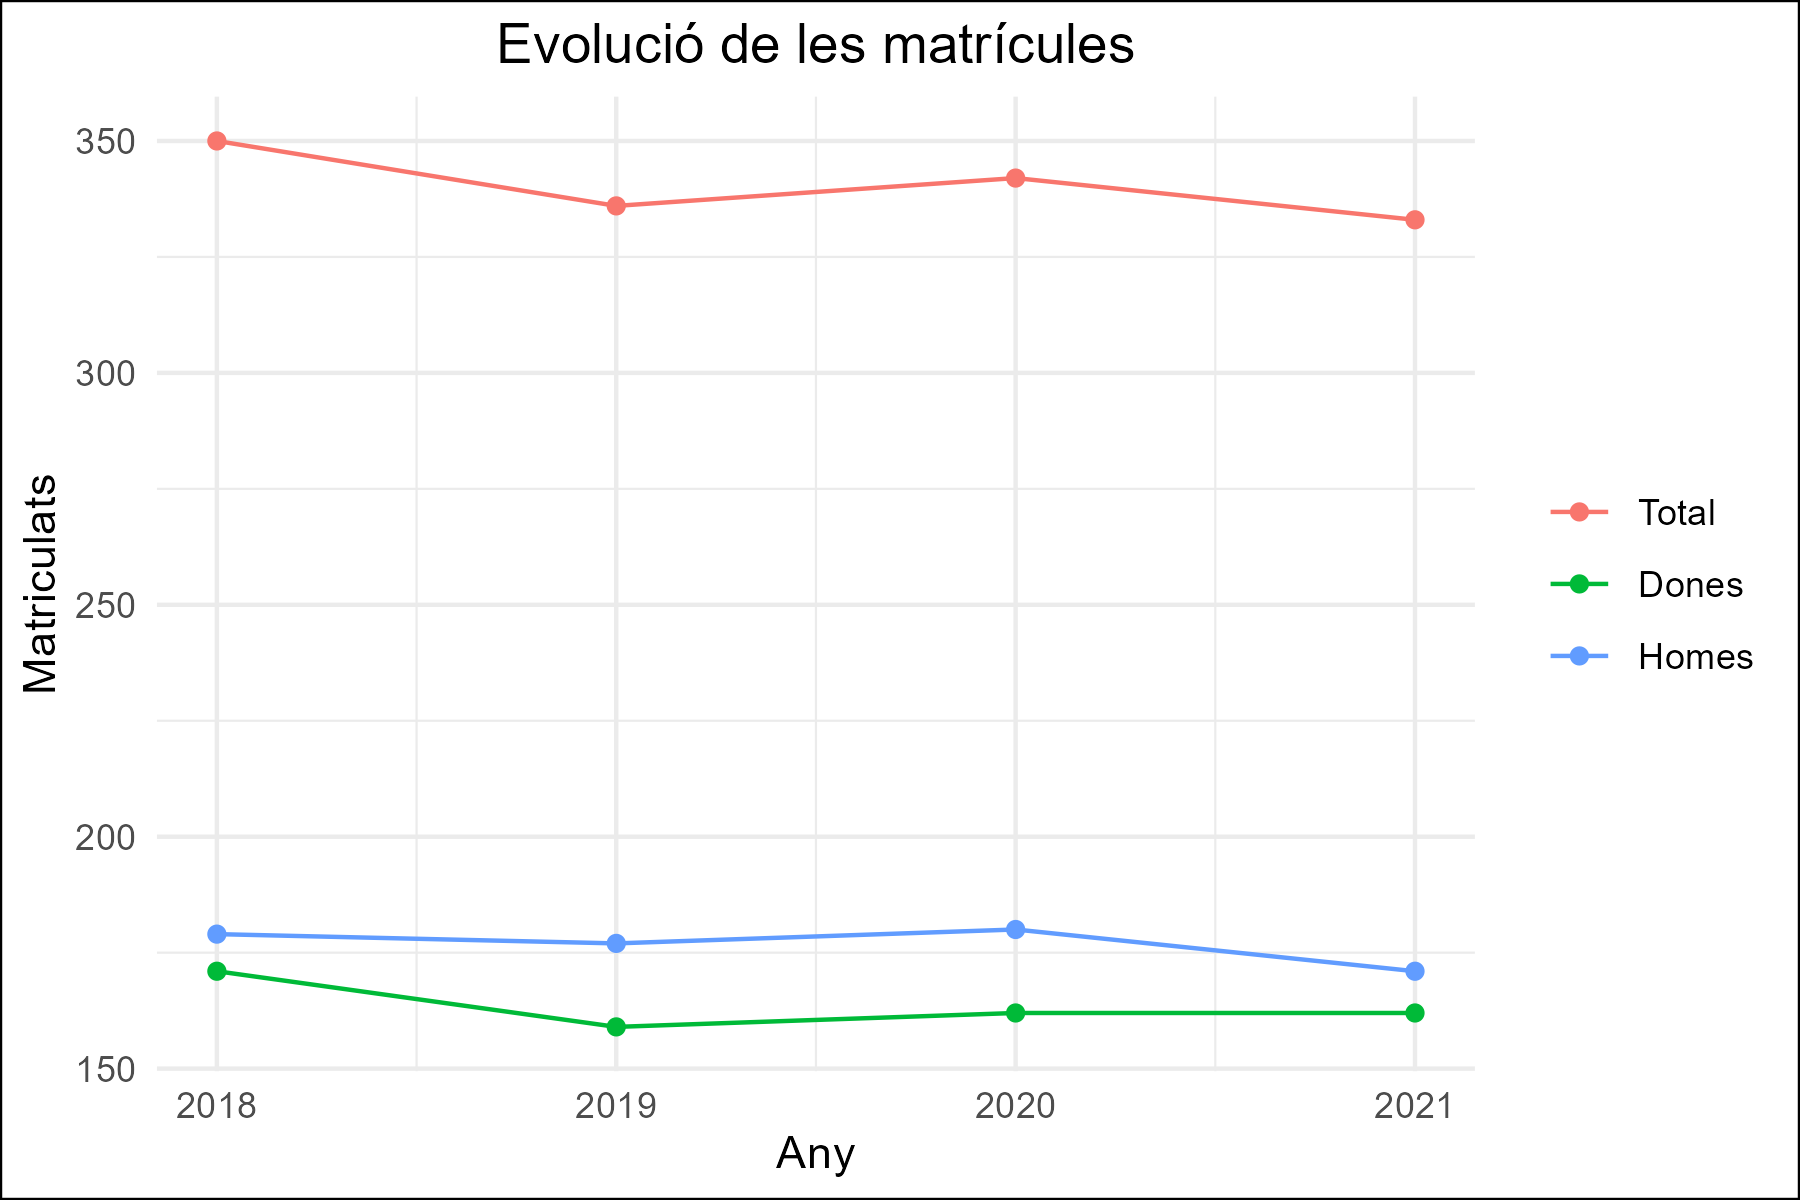 Evolució de les matrícules
350
300
250
200
150
Matriculats
2018
2019
2020
2021
Any
Total
Dones
Homes